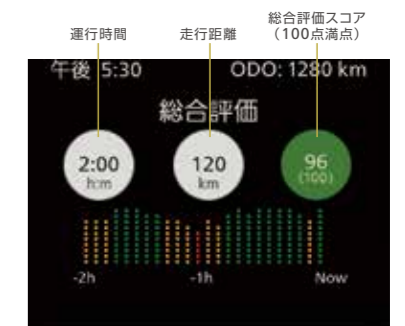 総合評価スコア
運行時間 走行距離 （100点満点）
午後 5:30 ODO: 1280 km
総合評価
2:00 120 96
h:m km (100)
-2h -1h Now